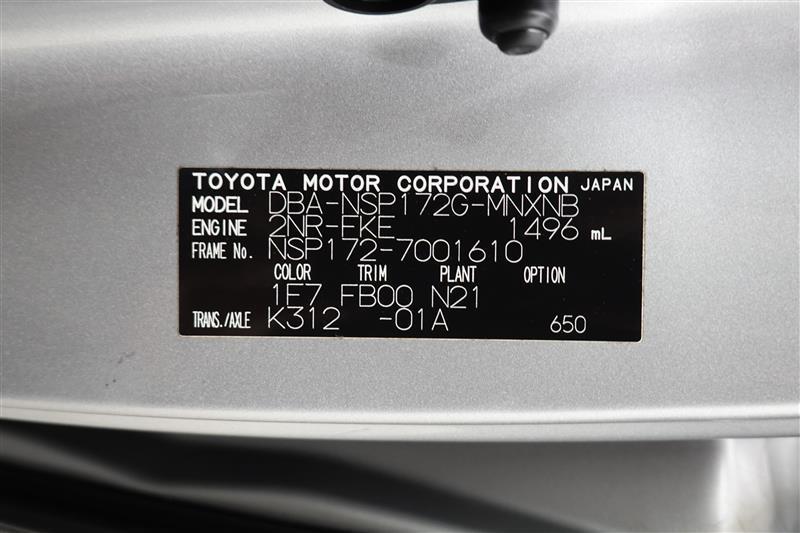 TOYOTA MOTOR CORPORATION JAPAN
MODEL DBA-NSP172G-MNXNB
ENGINE 2NR-FKE 1496 mL
FRAME No. NSP172-7001610
COLOR TRIM PLANT OPTION
1E7 FB00 N21
TRANS./AXLE K312 -01A 650